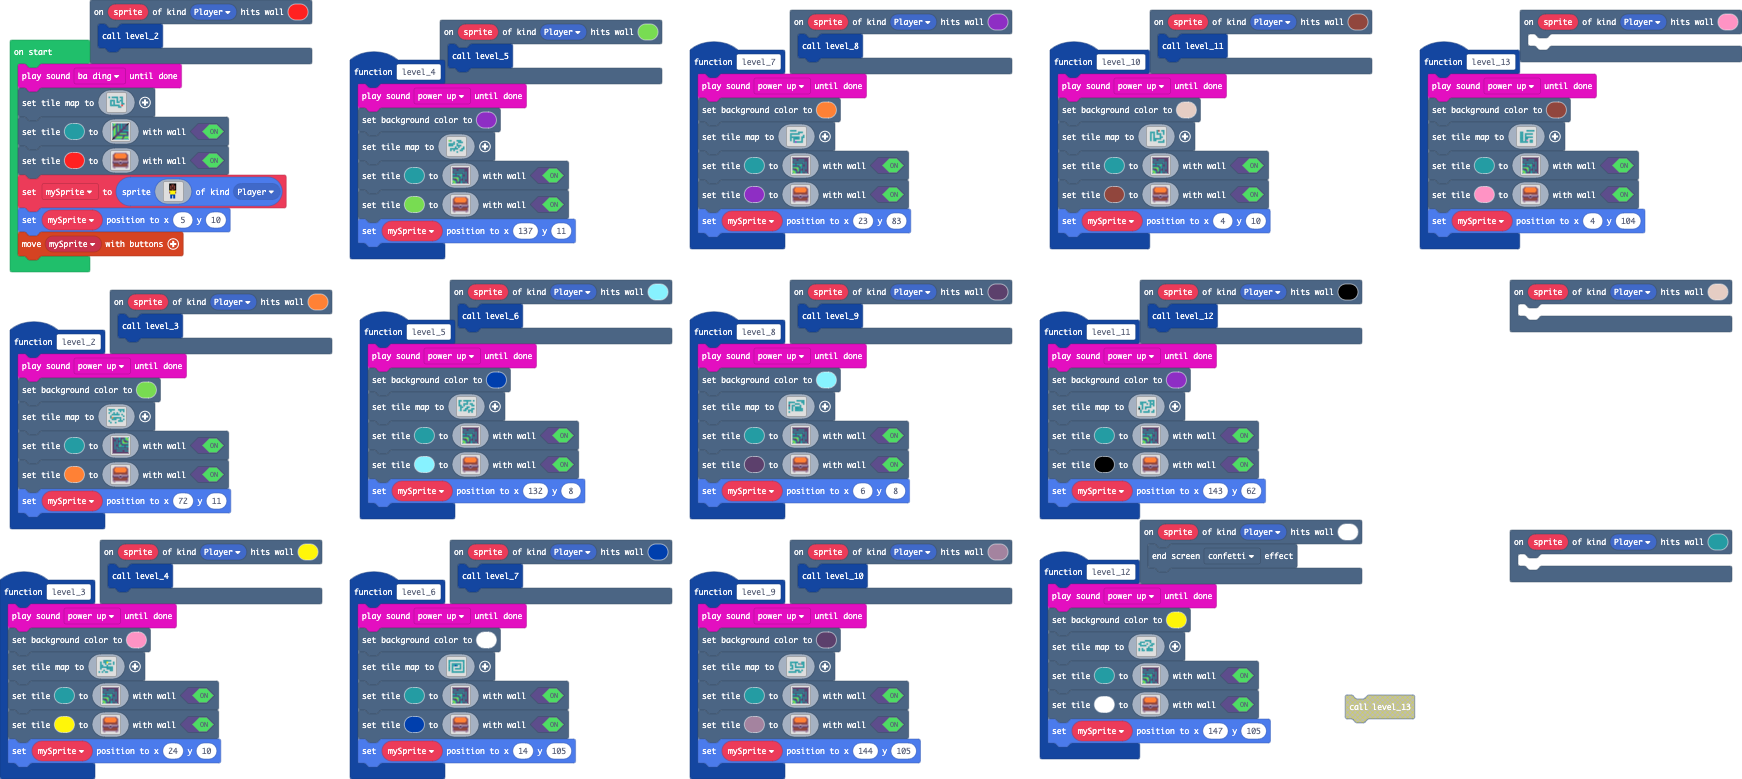 on sprite of kind Player hits wall
call level_2
on start
play sound ba ding until done
set tile map to
set tile to with wall ON
set tile to with wall ON
set mySprite to sprite of kind Player
set mySprite position to x 5 y 10
move mySprite with buttons
on sprite of kind Player hits wall
call level_5
function level_4
play sound power up until done
set background color to
set tile map to
set tile to with wall ON
set tile to with wall ON
set mySprite position to x 137 y 11
on sprite of kind Player hits wall
call level_8
function level_7
play sound power up until done
set background color to
set tile map to
set tile to with wall ON
set tile to with wall ON
set mySprite position to x 23 y 83
on sprite of kind Player hits wall
call level_11
function level_10
play sound power up until done
set background color to
set tile map to
set tile to with wall ON
set tile to with wall ON
set mySprite position to x 4 y 10
on sprite of kind Player hits wall
function level_13
play sound power up until done
set background color to
set tile map to
set tile to with wall ON
set tile to with wall ON
set mySprite position to x 4 y 104
on sprite of kind Player hits wall
call level_3
function level_2
play sound power up until done
set background color to
set tile map to
set tile to with wall ON
set tile to with wall ON
set mySprite position to x 72 y 11
on sprite of kind Player hits wall
call level_6
function level_5
play sound power up until done
set background color to
set tile map to
set tile to with wall ON
set tile to with wall ON
set mySprite position to x 132 y 8
on sprite of kind Player hits wall
call level_9
function level_8
play sound power up until done
set background color to
set tile map to
set tile to with wall ON
set tile to with wall ON
set mySprite position to x 6 y 8
on sprite of kind Player hits wall
call level_12
function level_11
play sound power up until done
set background color to
set tile map to
set tile to with wall ON
set tile to with wall ON
set mySprite position to x 143 y 62
on sprite of kind Player hits wall
on sprite of kind Player hits wall
call level_4
function level_3
play sound power up until done
set background color to
set tile map to
set tile to with wall ON
set tile to with wall ON
set mySprite position to x 24 y 10
on sprite of kind Player hits wall
call level_7
function level_6
play sound power up until done
set background color to
set tile map to
set tile to with wall ON
set tile to with wall ON
set mySprite position to x 14 y 105
on sprite of kind Player hits wall
call level_10
function level_9
play sound power up until done
set background color to
set tile map to
set tile to with wall ON
set tile to with wall ON
set mySprite position to x 144 y 105
on sprite of kind Player hits wall
end screen confetti effect
function level_12
play sound power up until done
set background color to
set tile map to
set tile to with wall ON
set tile to with wall ON
set mySprite position to x 147 y 105
on sprite of kind Player hits wall
call level_13